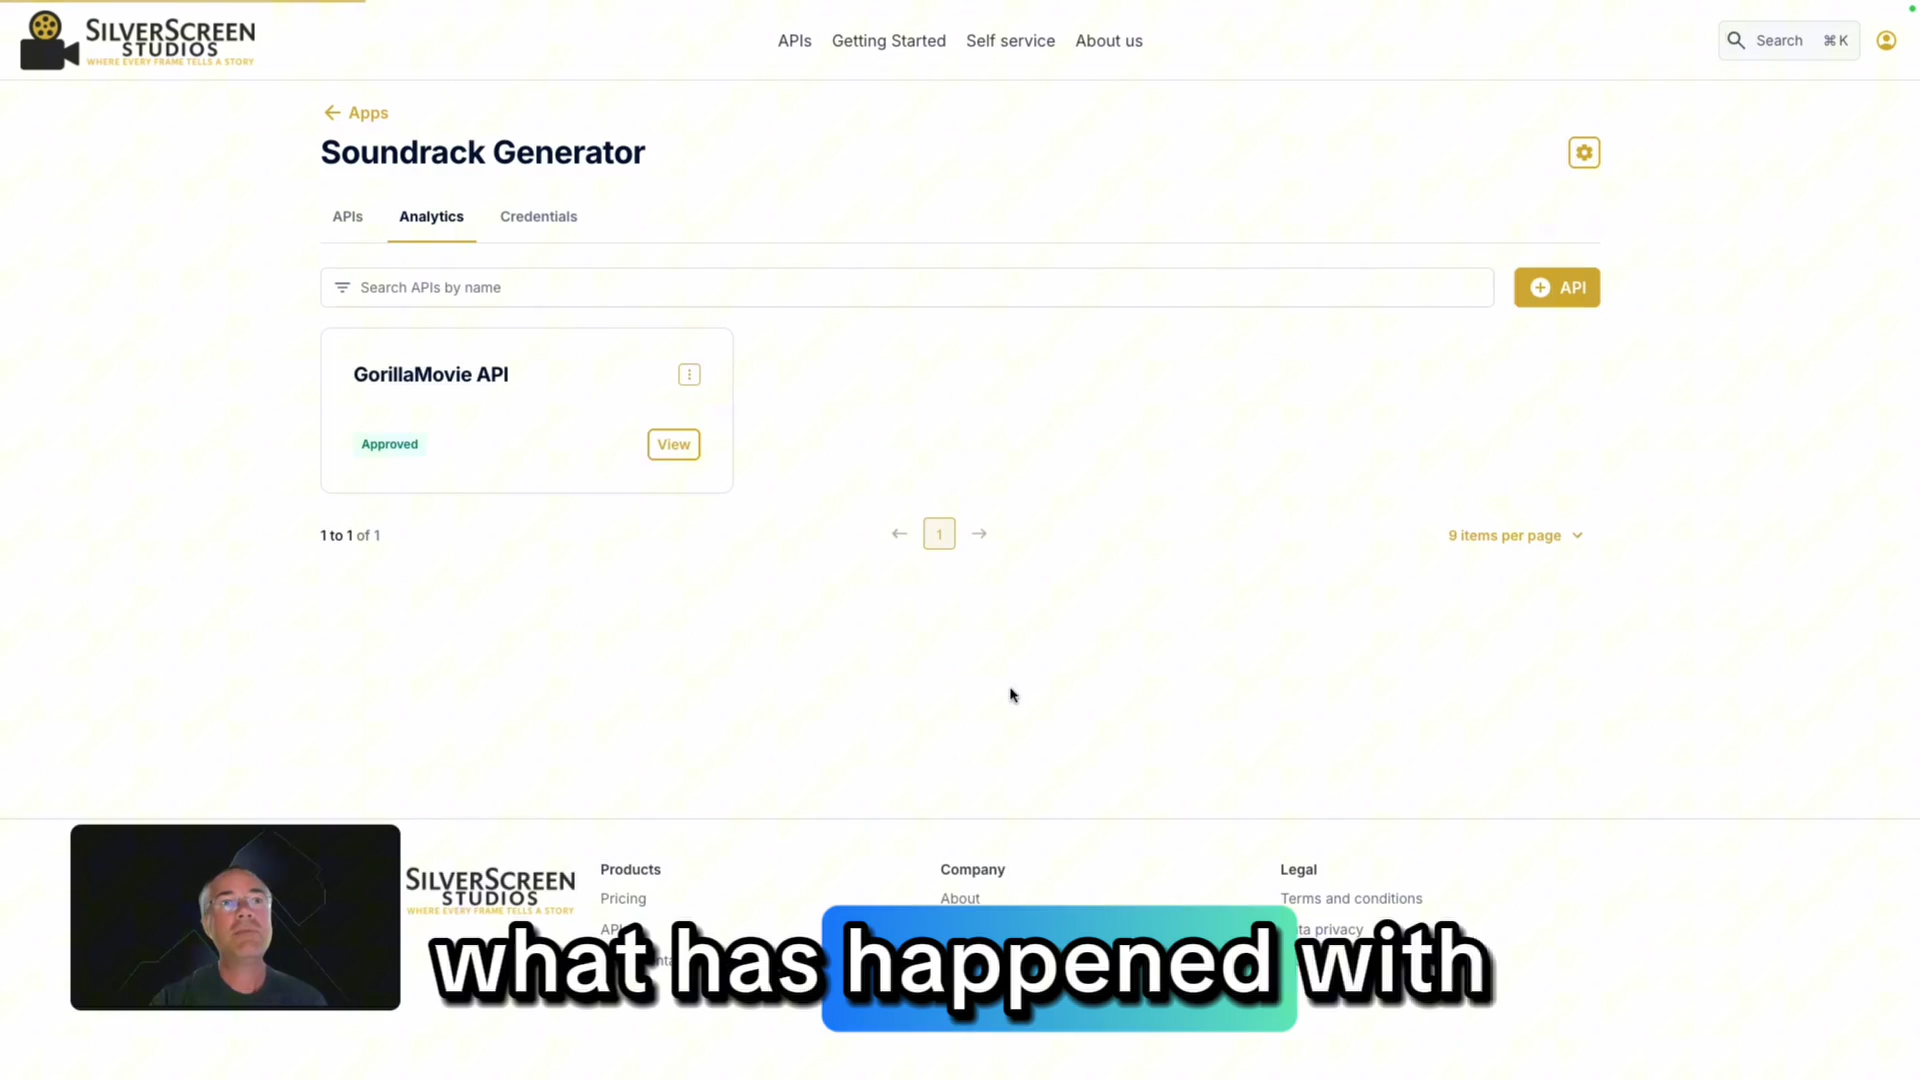 SILVERSCREEN
STUDIOS
WHERE EVERY FRAME TELLS A STORY
APIs Getting Started Self service About us
Search ⌘ K
Apps
Soundrack Generator
APIs Analytics Credentials
Search APIs by name
API
GorillaMovie API
Approved View
1 to 1 of 1
1
9 items per page
SILVERSCREEN
STUDIOS
WHERE EVERY FRAME TELLS A STORY
Products
Pricing
Company
About
Legal
Terms and conditions
privacy
what has happened with